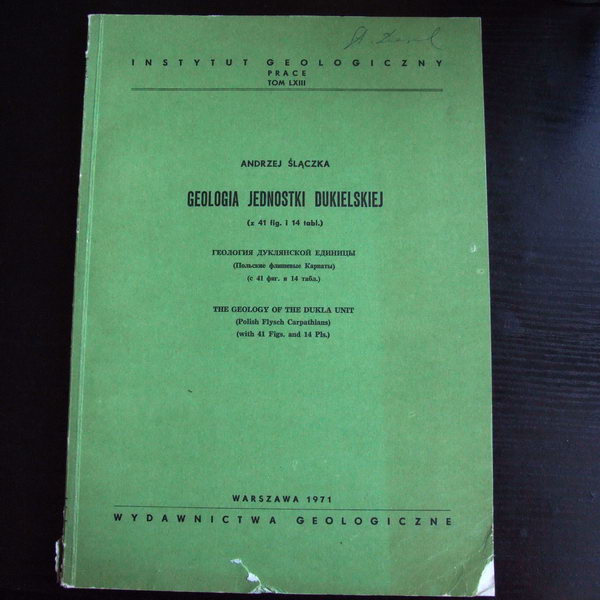 INSTYTUT GEOLOGICZNY
PRACE
TOM LXIII
ANDRZEJ ŚLĄCZKA
GEOLOGIA JEDNOSTKI DUKIELSKIEJ
(z 41 fig. i 14 tabl.)
ГЕОЛОГИЯ ДУКЛЯНСКОЙ ЕДИНИЦЫ
(Польские флишевые Карпаты)
(с 41 фиг. и 14 табл.)
THE GEOLOGY OF THE DUKLA UNIT
(Polish Flysch Carpathians)
(with 41 Figs. and 14 Pls.)
WARSZAWA 1971
WYDAWNICTWA GEOLOGICZNE